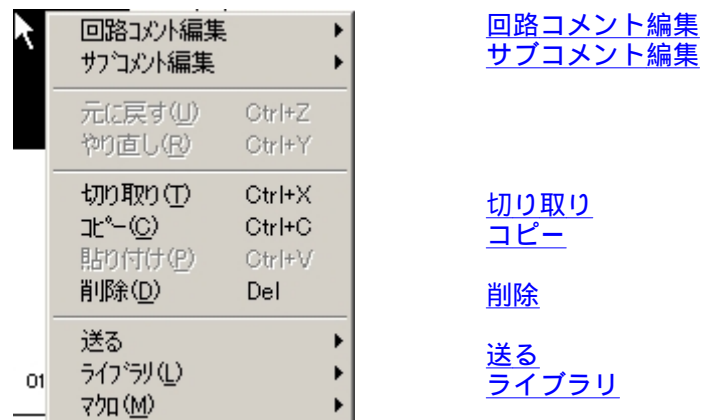 回路コメント編集
サブコメント編集
元に戻す(U) Ctrl+Z
やり直し(R) Ctrl+Y
切り取り(T) Ctrl+X
コピー(C) Ctrl+C
貼り付け(P) Ctrl+V
削除(D) Del
送る
ライブラリ(L)
マクロ(M)
01
回路コメント編集
サブコメント編集
切り取り
コピー
削除
送る
ライブラリ